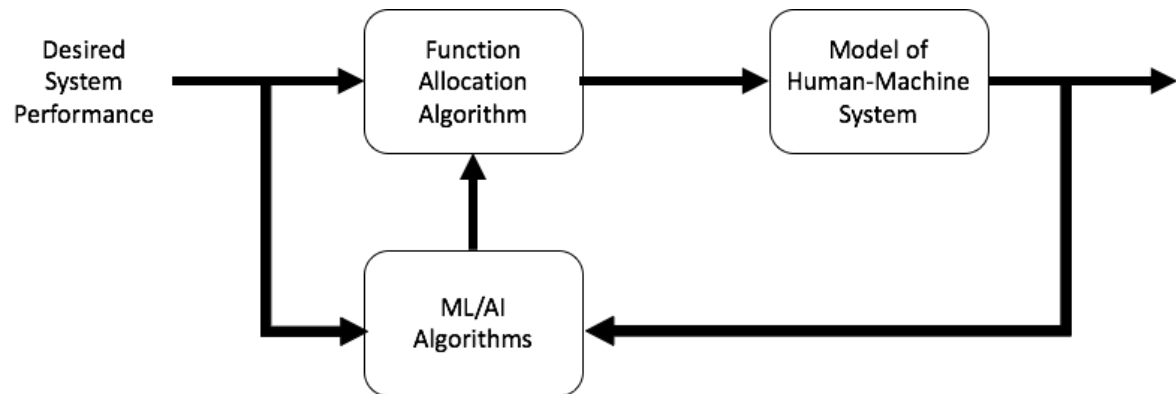 Desired
System
Performance
Function
Allocation
Algorithm
Model of
Human-Machine
System
ML/AI
Algorithms